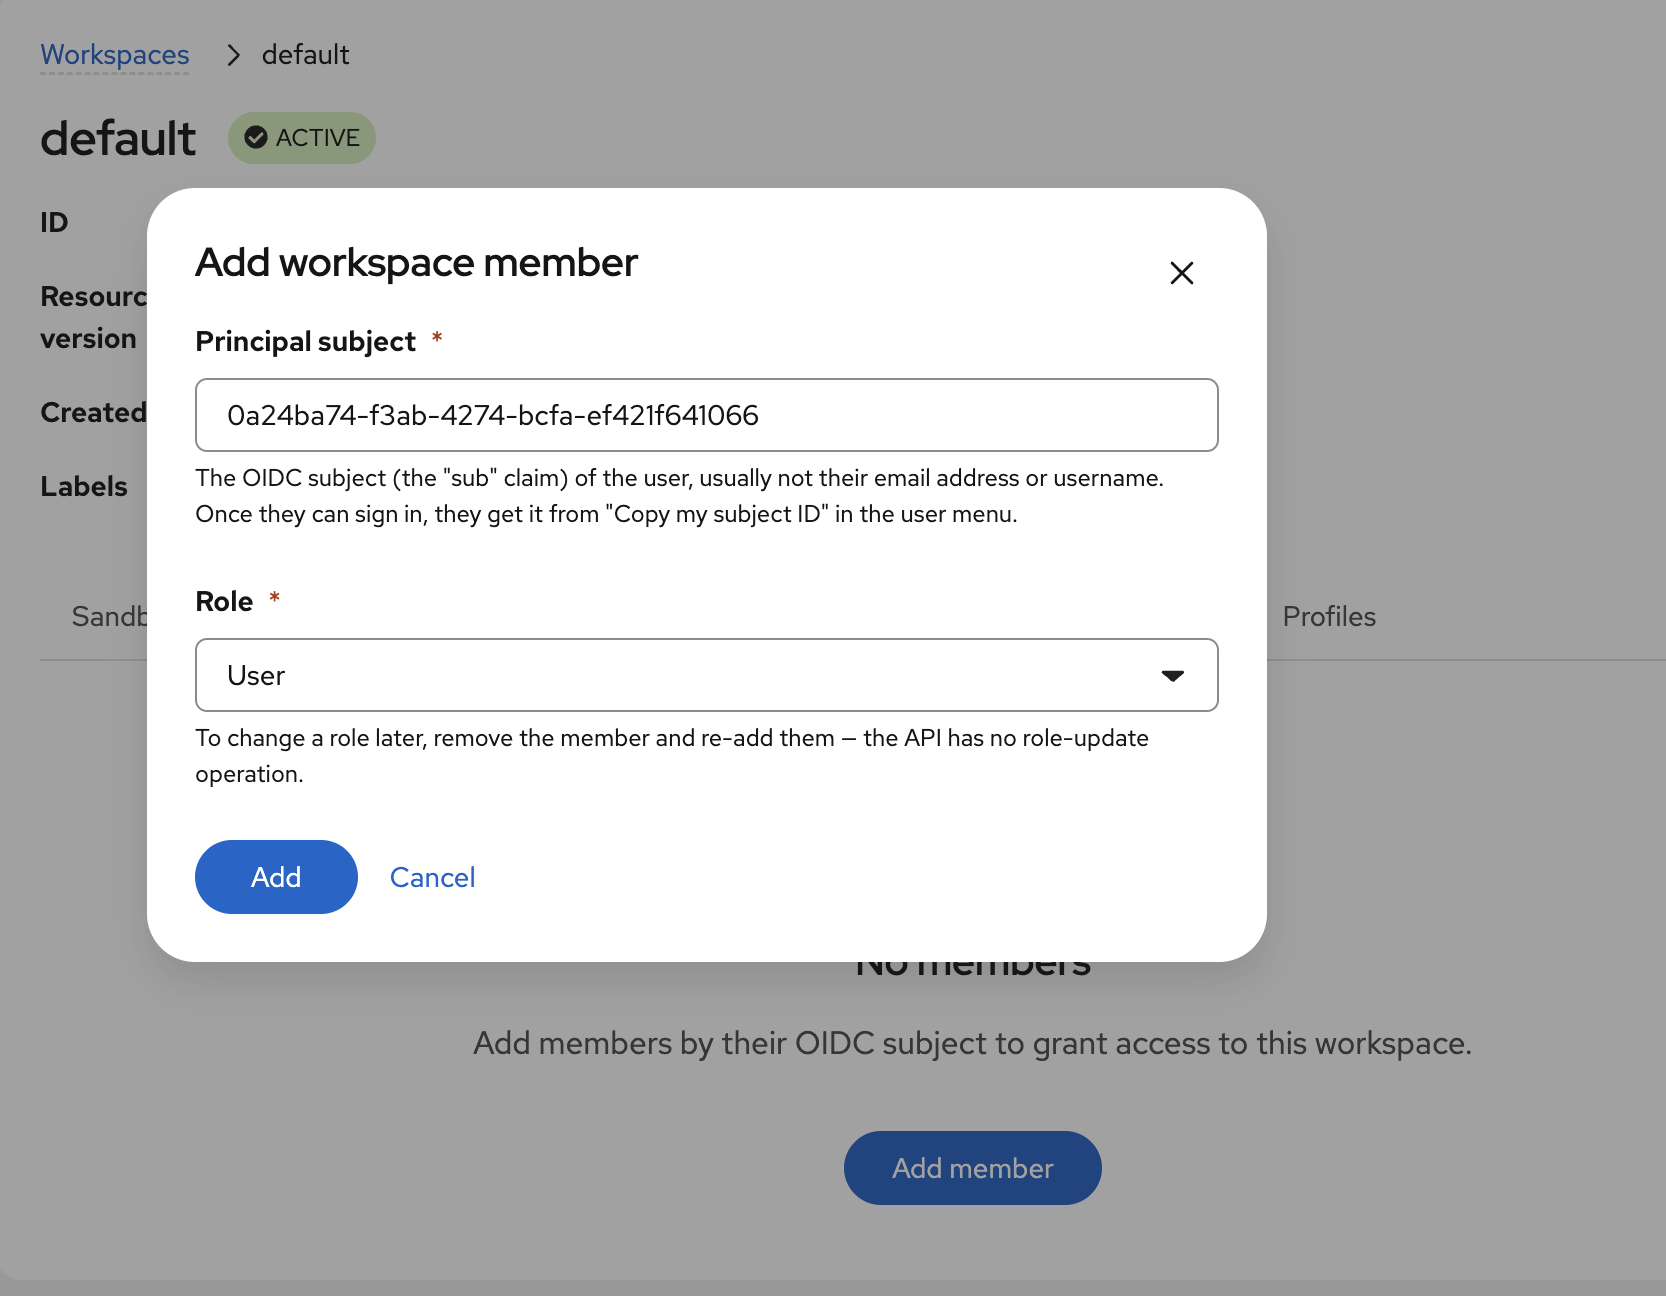 Workspaces > default
default ACTIVE
ID
Add workspace member
Resourc
version
Principal subject *
0a24ba74-f3ab-4274-bcfa-ef421f641066
Created
The OIDC subject (the "sub" claim) of the user, usually not their email address or username.
Once they can sign in, they get it from "Copy my subject ID" in the user menu.
Labels
Role *
Sandb
Profiles
User
To change a role later, remove the member and re-add them — the API has no role-update
operation.
Add Cancel
No members
Add members by their OIDC subject to grant access to this workspace.
Add member